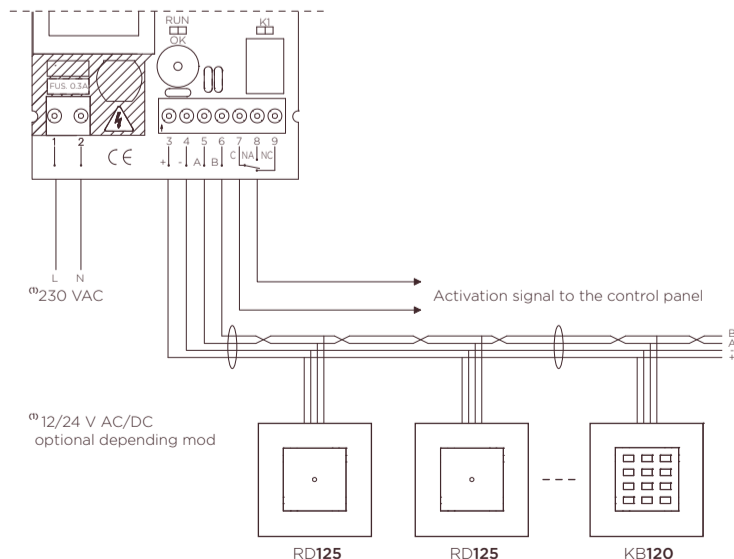 RUN
OK
K1
FUS. 0.3A
1 2
CE
3 4 5 6 7 8 9
+ - A B C NA NC
L N
(1) 230 VAC
Activation signal to the control panel
B
A
-
+
(1) 12/24 V AC/DC
optional depending mod
RD125 RD125 KB120